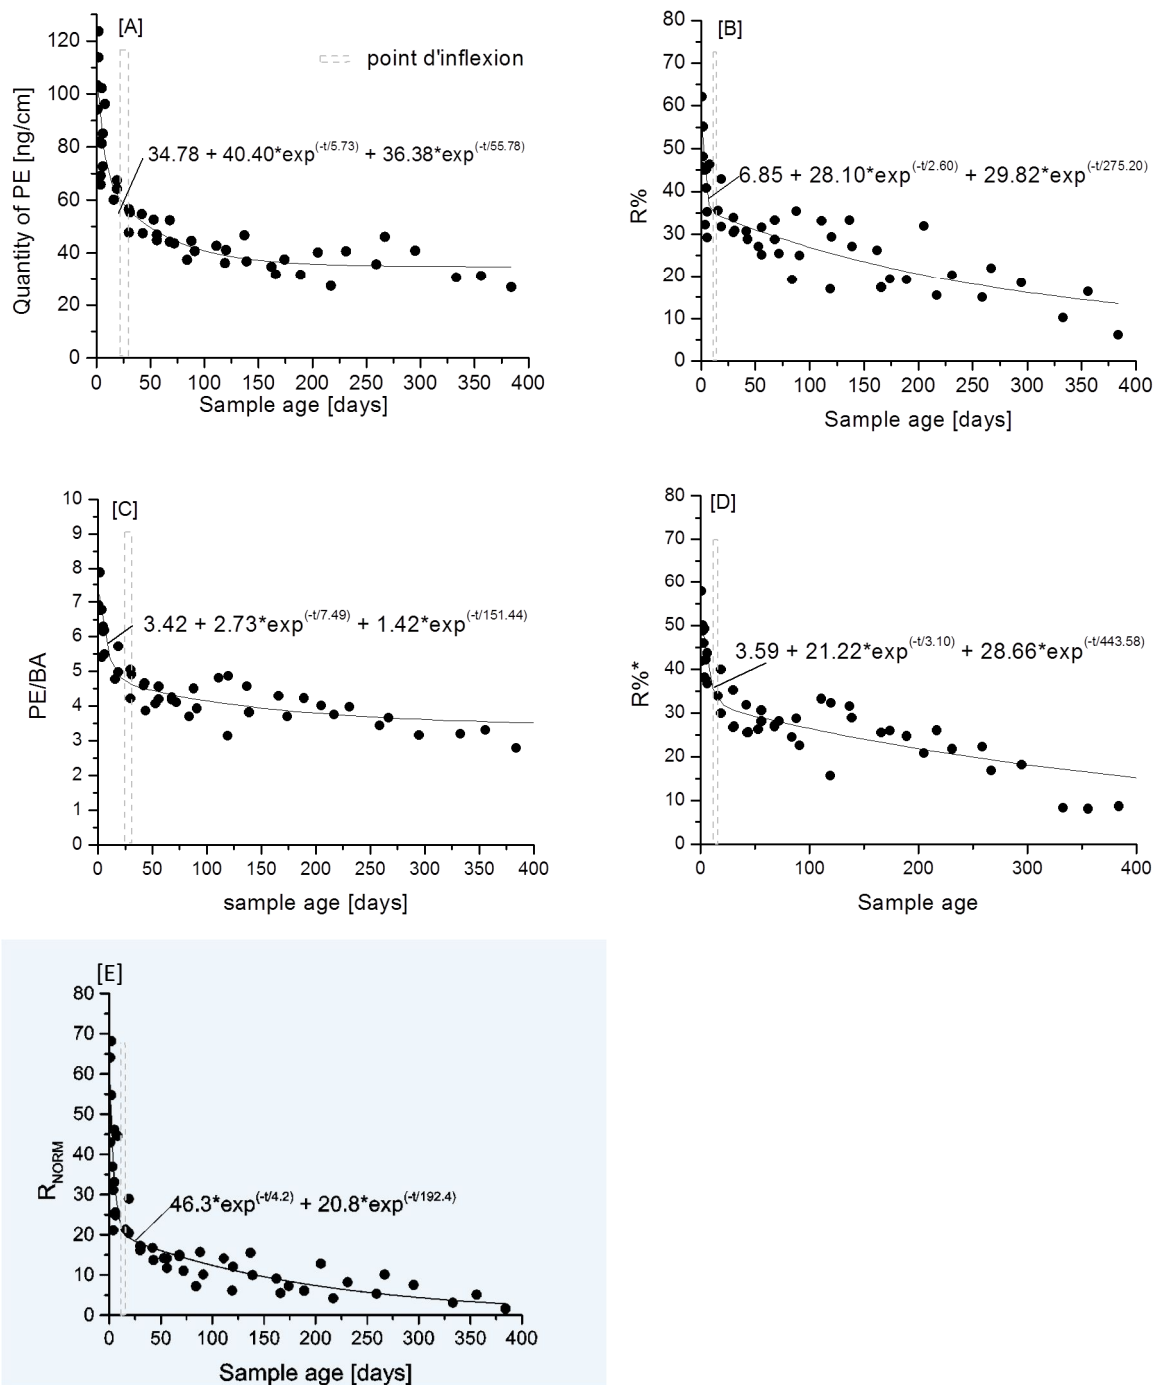 [A]
120
100
80
60
40
20
0
Quantity of PE [ng/cm]
point d'inflexion
34.78 + 40.40*exp(-t/5.73) + 36.38*exp(-t/55.78)
0 50 100 150 200 250 300 350 400
Sample age [days]
[B]
80
70
60
50
40
30
20
10
0
R%
6.85 + 28.10*exp(-t/2.60) + 29.82*exp(-t/275.20)
0 50 100 150 200 250 300 350 400
Sample age [days]
[C]
10
9
8
7
6
5
4
3
2
1
0
PE/BA
3.42 + 2.73*exp(-t/7.49) + 1.42*exp(-t/151.44)
0 50 100 150 200 250 300 350 400
sample age [days]
[D]
80
70
60
50
40
30
20
10
0
R%*
3.59 + 21.22*exp(-t/3.10) + 28.66*exp(-t/443.58)
0 100 200 300 400
Sample age
[E]
80
70
60
50
40
30
20
10
0
RNORM
46.3*exp(-t/4.2) + 20.8*exp(-t/192.4)
0 50 100 150 200 250 300 350 400
Sample age [days]